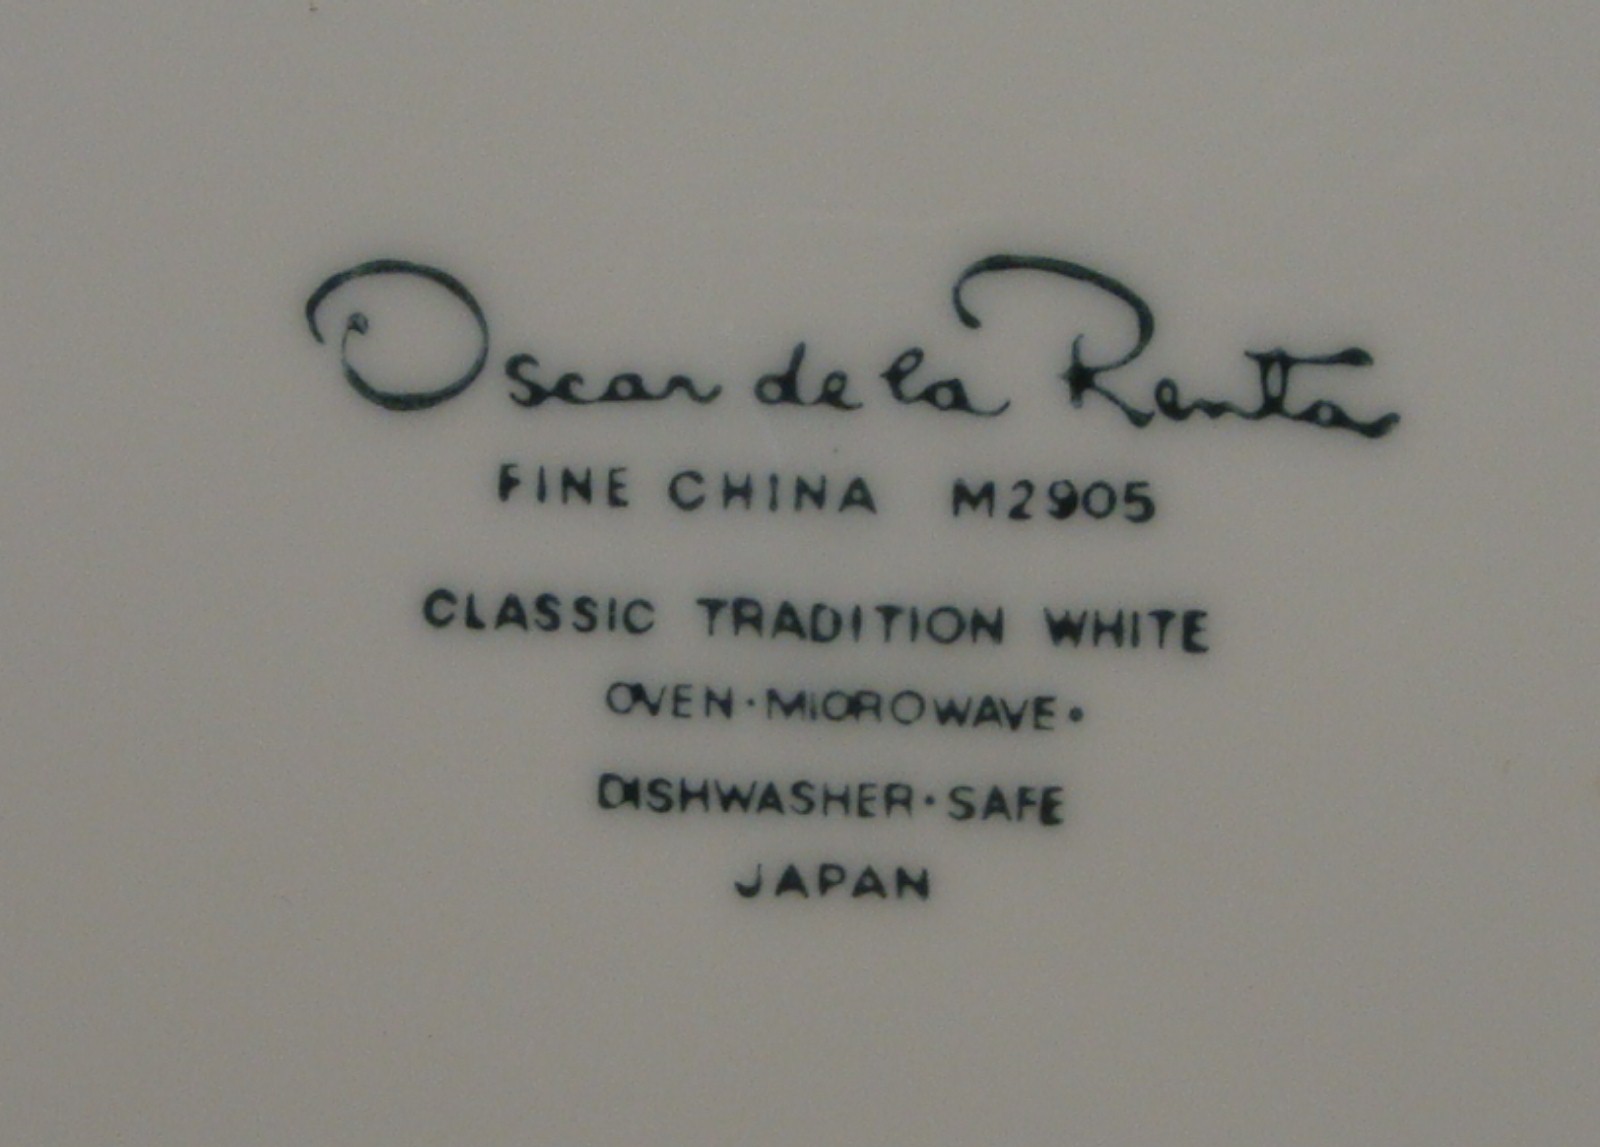 Oscar de la Renta
FINE CHINA M2905
CLASSIC TRADITION WHITE
OVEN·MICROWAVE·
DISHWASHER·SAFE
JAPAN